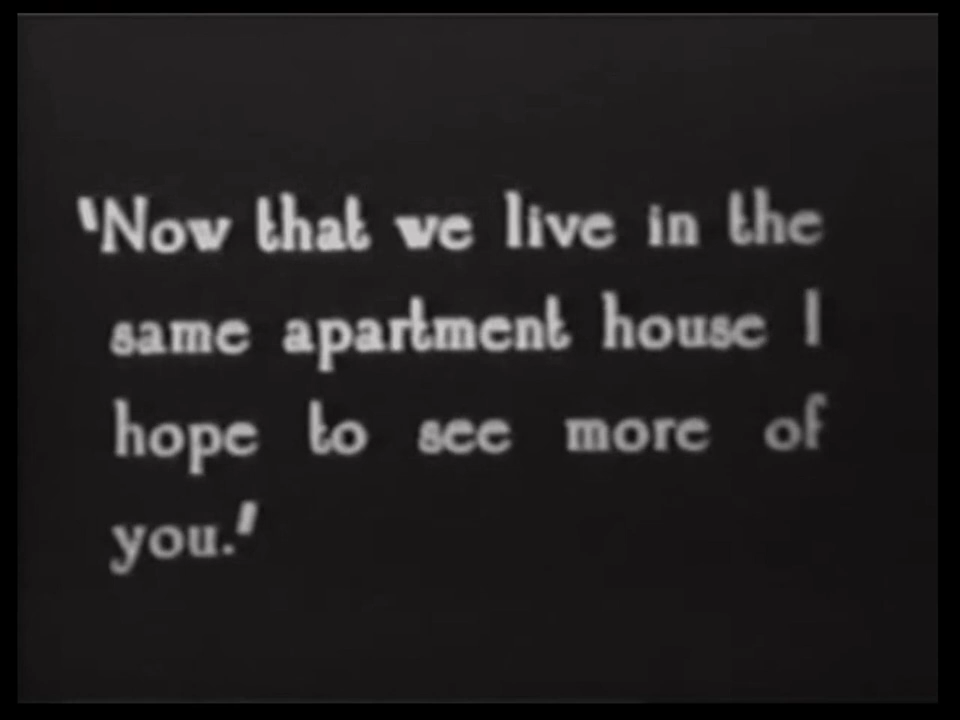 "Now that we live in the
same apartment house I
hope to see more of
you."